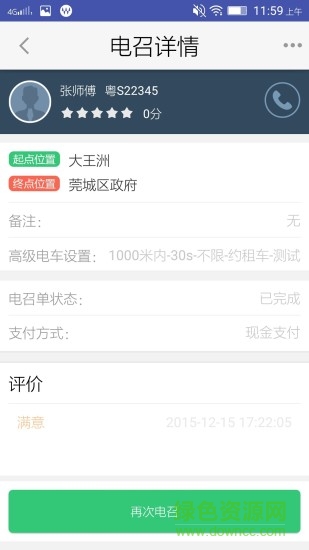 4G 11:59 上午
电召详情
张师傅 粤S22345
0分
起点位置 大王洲
终点位置 莞城区政府
备注: 无
高级电车设置: 1000米内-30s-不限-约租车-测试
电召单状态: 已完成
支付方式: 现金支付
评价
满意 2015-12-15 17:22:05
再次电召
绿色资源网
www.downcc.com